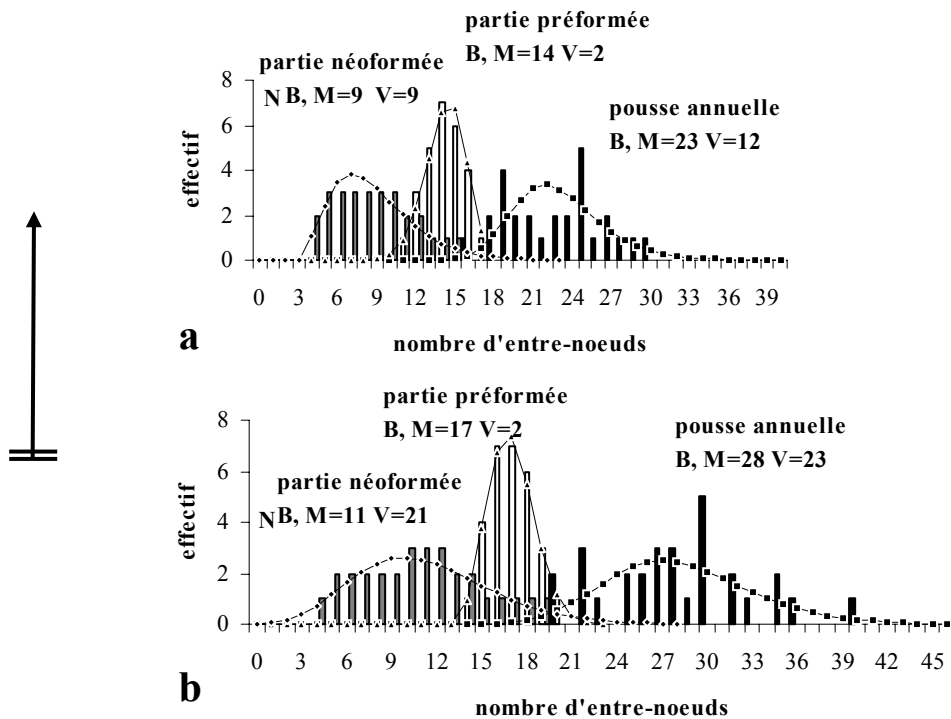 partie préformée
B, M=14 V=2
partie néoformée
N B, M=9 V=9
pousse annuelle
B, M=23 V=12
effectif
8
6
4
2
0
0 3 6 9 12 15 18 21 24 27 30 33 36 39
a
nombre d'entre-noeuds
partie préformée
B, M=17 V=2
pousse annuelle
B, M=28 V=23
partie néoformée
N B, M=11 V=21
effectif
8
6
4
2
0
0 3 6 9 12 15 18 21 24 27 30 33 36 39 42 45
b
nombre d'entre-noeuds